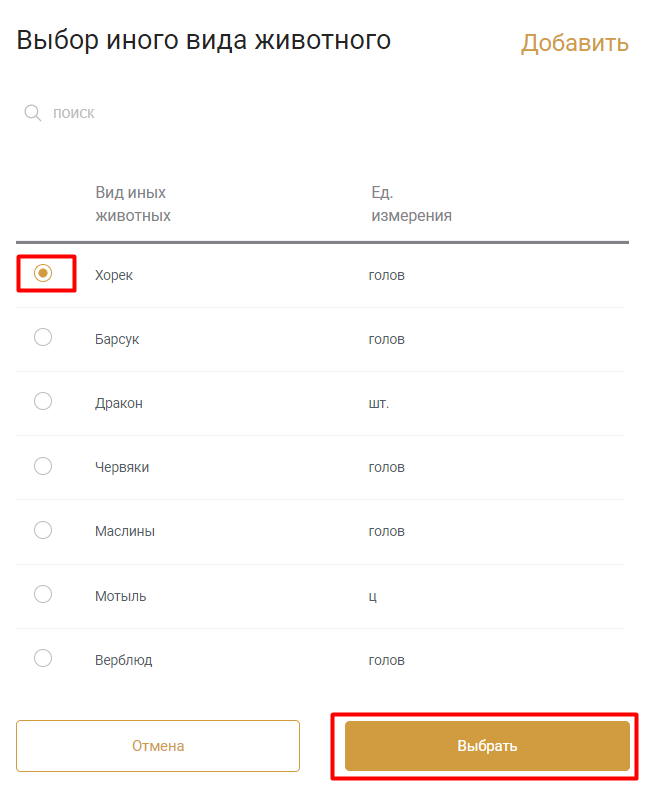 Выбор иного вида животного
Добавить
поиск
Вид иных Ед.
животных измерения
Хорек голов
Барсук голов
Дракон шт.
Червяки голов
Маслины голов
Мотыль ц
Верблюд голов
Отмена Выбрать